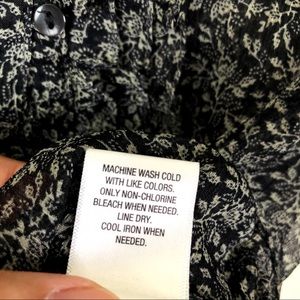 MACHINE WASH COLD
WITH LIKE COLORS.
ONLY NON-CHLORINE
BLEACH WHEN NEEDED.
LINE DRY.
COOL IRON WHEN
NEEDED.